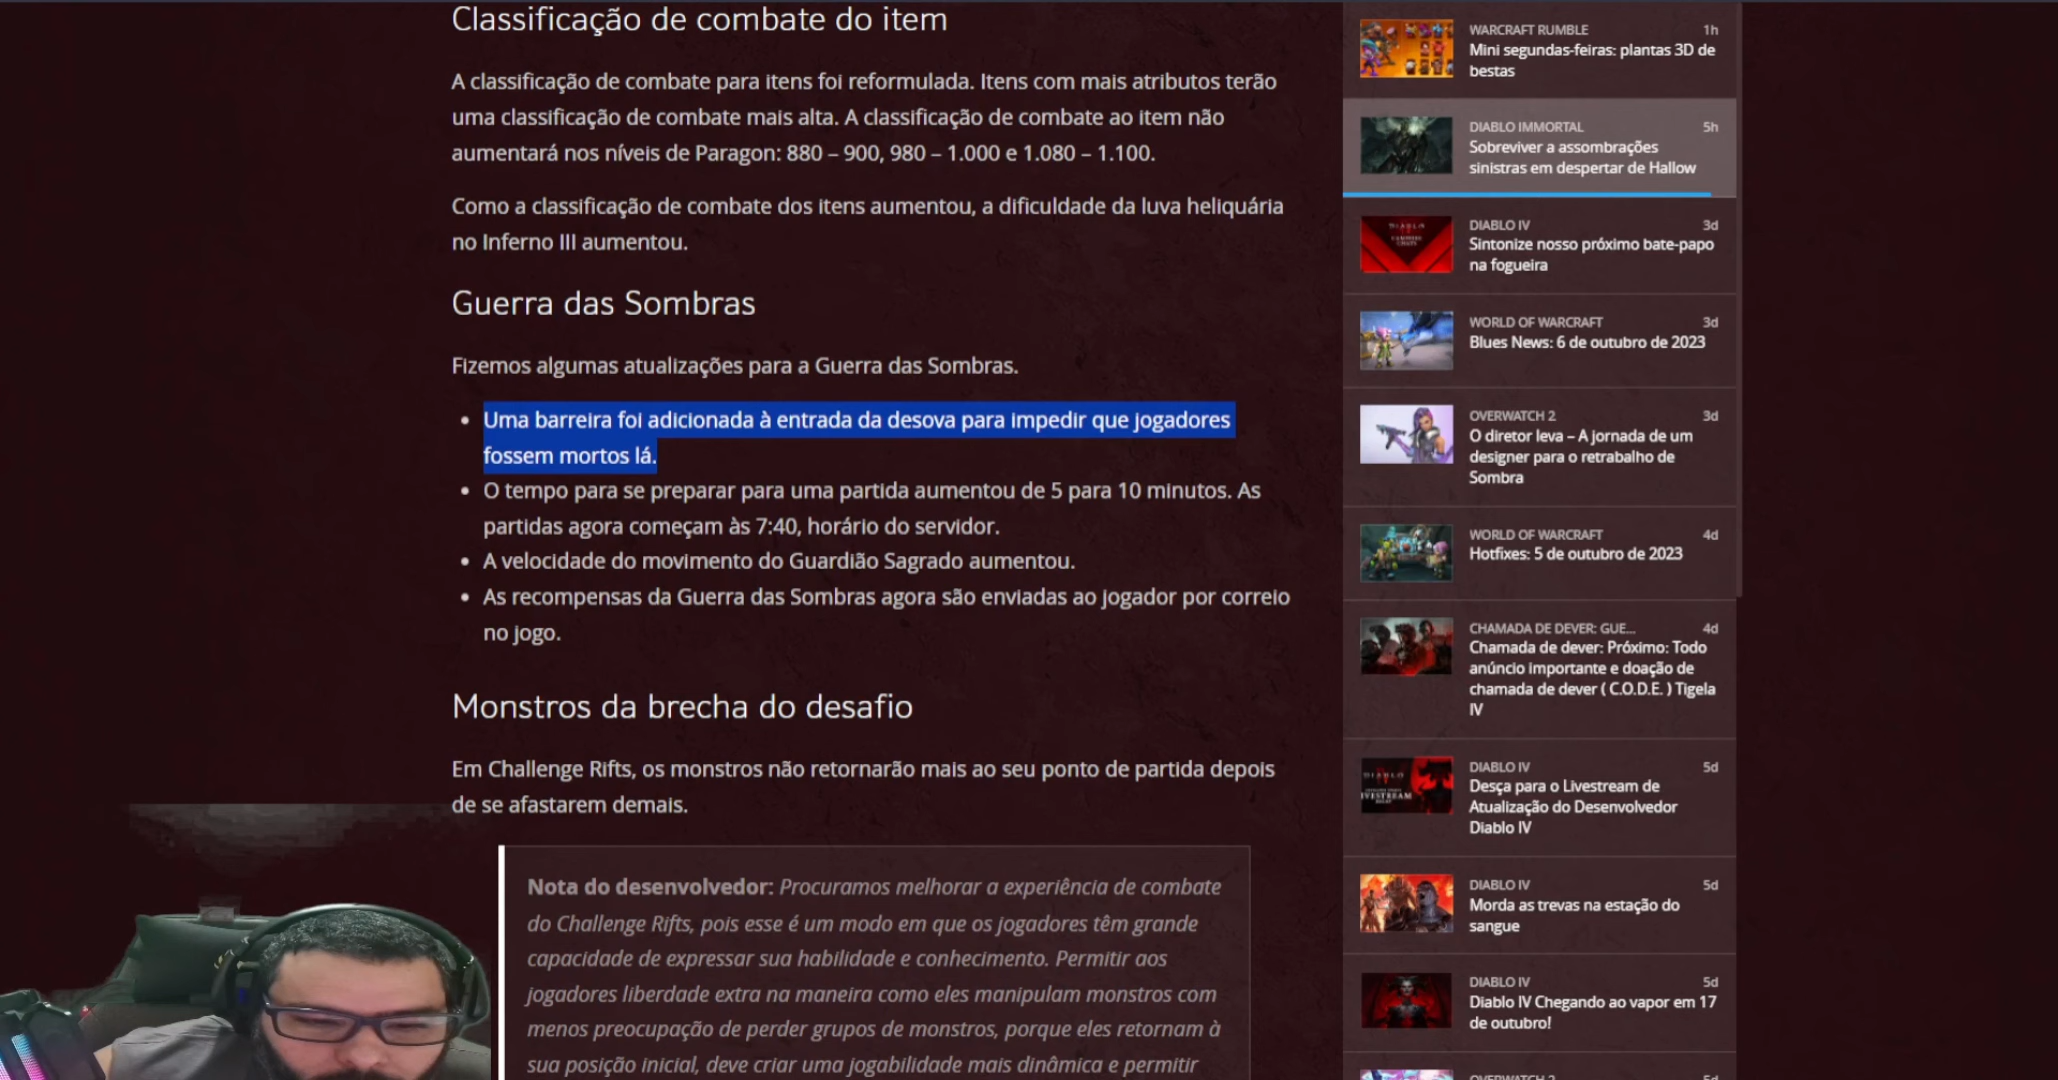 Classificação de combate do item
A classificação de combate para itens foi reformulada. Itens com mais atributos terão
uma classificação de combate mais alta. A classificação de combate ao item não
aumentará nos níveis de Paragon: 880 – 900, 980 – 1.000 e 1.080 – 1.100.
Como a classificação de combate dos itens aumentou, a dificuldade da luva heliquária
no Inferno III aumentou.
Guerra das Sombras
Fizemos algumas atualizações para a Guerra das Sombras.
• Uma barreira foi adicionada à entrada da desova para impedir que jogadores
fossem mortos lá.
• O tempo para se preparar para uma partida aumentou de 5 para 10 minutos. As
partidas agora começam às 7:40, horário do servidor.
• A velocidade do movimento do Guardião Sagrado aumentou.
• As recompensas da Guerra das Sombras agora são enviadas ao jogador por correio
no jogo.
Monstros da brecha do desafio
Em Challenge Rifts, os monstros não retornarão mais ao seu ponto de partida depois
de se afastarem demais.
Nota do desenvolvedor: Procuramos melhorar a experiência de combate
do Challenge Rifts, pois esse é um modo em que os jogadores têm grande
capacidade de expressar sua habilidade e conhecimento. Permitir aos
jogadores liberdade extra na maneira como eles manipulam monstros com
menos preocupação de perder grupos de monstros, porque eles retornam à
sua posição inicial, deve criar uma jogabilidade mais dinâmica e permitir
WARCRAFT RUMBLE 1h
Mini segundas-feiras: plantas 3D de
bestas
DIABLO IMMORTAL 5h
Sobreviver a assombrações
sinistras em despertar de Hallow
DIABLO IV 3d
Sintonize nosso próximo bate-papo
na fogueira
WORLD OF WARCRAFT 3d
Blues News: 6 de outubro de 2023
OVERWATCH 2 3d
O diretor leva – A jornada de um
designer para o retrabalho de
Sombra
WORLD OF WARCRAFT 4d
Hotfixes: 5 de outubro de 2023
CHAMADA DE DEVER: GUE... 4d
Chamada de dever: Próximo: Todo
anúncio importante e doação de
chamada de dever ( C.O.D.E. ) Tigela
IV
DIABLO IV 5d
Desça para o Livestream de
Atualização do Desenvolvedor
Diablo IV
DIABLO IV 5d
Morda as trevas na estação do
sangue
DIABLO IV 5d
Diablo IV Chegando ao vapor em 17
de outubro!
OVERWATCH 2 5d